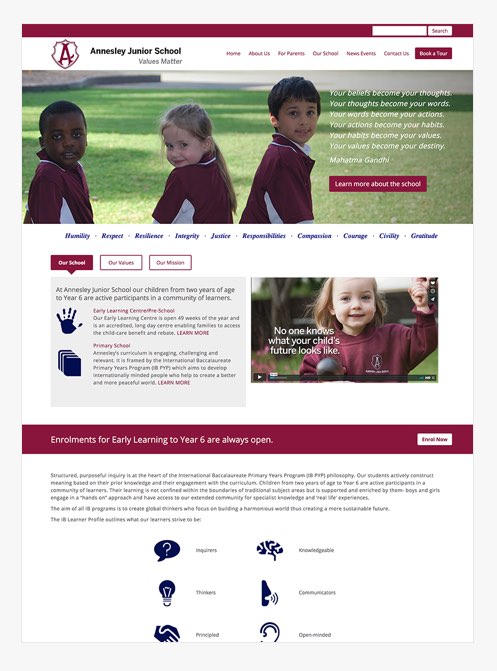 Search
A
Annesley Junior School
Values Matter
Home About Us For Parents Our School News Events Contact Us Book a Tour
Your beliefs become your thoughts.
Your thoughts become your words.
Your words become your actions.
Your actions become your habits.
Your habits become your values.
Your values become your destiny.
Mahatma Gandhi
Learn more about the school
Humility · Respect · Resilience · Integrity · Justice · Responsibilities · Compassion · Courage · Civility · Gratitude
Our School Our Values Our Mission
At Annesley Junior School our children from two years of age
to Year 6 are active participants in a community of learners.
Early Learning Centre/Pre-School
Our Early Learning Centre is open 49 weeks of the year and
is an accredited, long day centre enabling families to access
the child-care benefit and rebate. LEARN MORE
Primary School
Annesley's curriculum is engaging, challenging and
relevant. It is framed by the International Baccalaureate
Primary Years Program (IB PYP) which aims to develop
internationally minded people who help to create a better
and more peaceful world. LEARN MORE
No one knows
what your child's
future looks like.
Enrolments for Early Learning to Year 6 are always open.
Enrol Now
Structured, purposeful inquiry is at the heart of the International Baccalaureate Primary Years Program (IB PYP) philosophy. Our students actively construct
meaning based on their prior knowledge and their engagement with the curriculum. Children from two years of age to Year 6 are active participants in a
community of learners. Their learning is not confined within the boundaries of traditional subject areas but is supported and enriched by them- boys and girls
engage in a "hands on" approach and have access to our extended community for specialist knowledge and 'real life' experiences.
The aim of all IB programs is to create global thinkers who focus on building a harmonious world thus creating a more sustainable future.
The IB Learner Profile outlines what our learners strive to be:
Inquirers Knowledgeable
Thinkers Communicators
Principled Open-minded